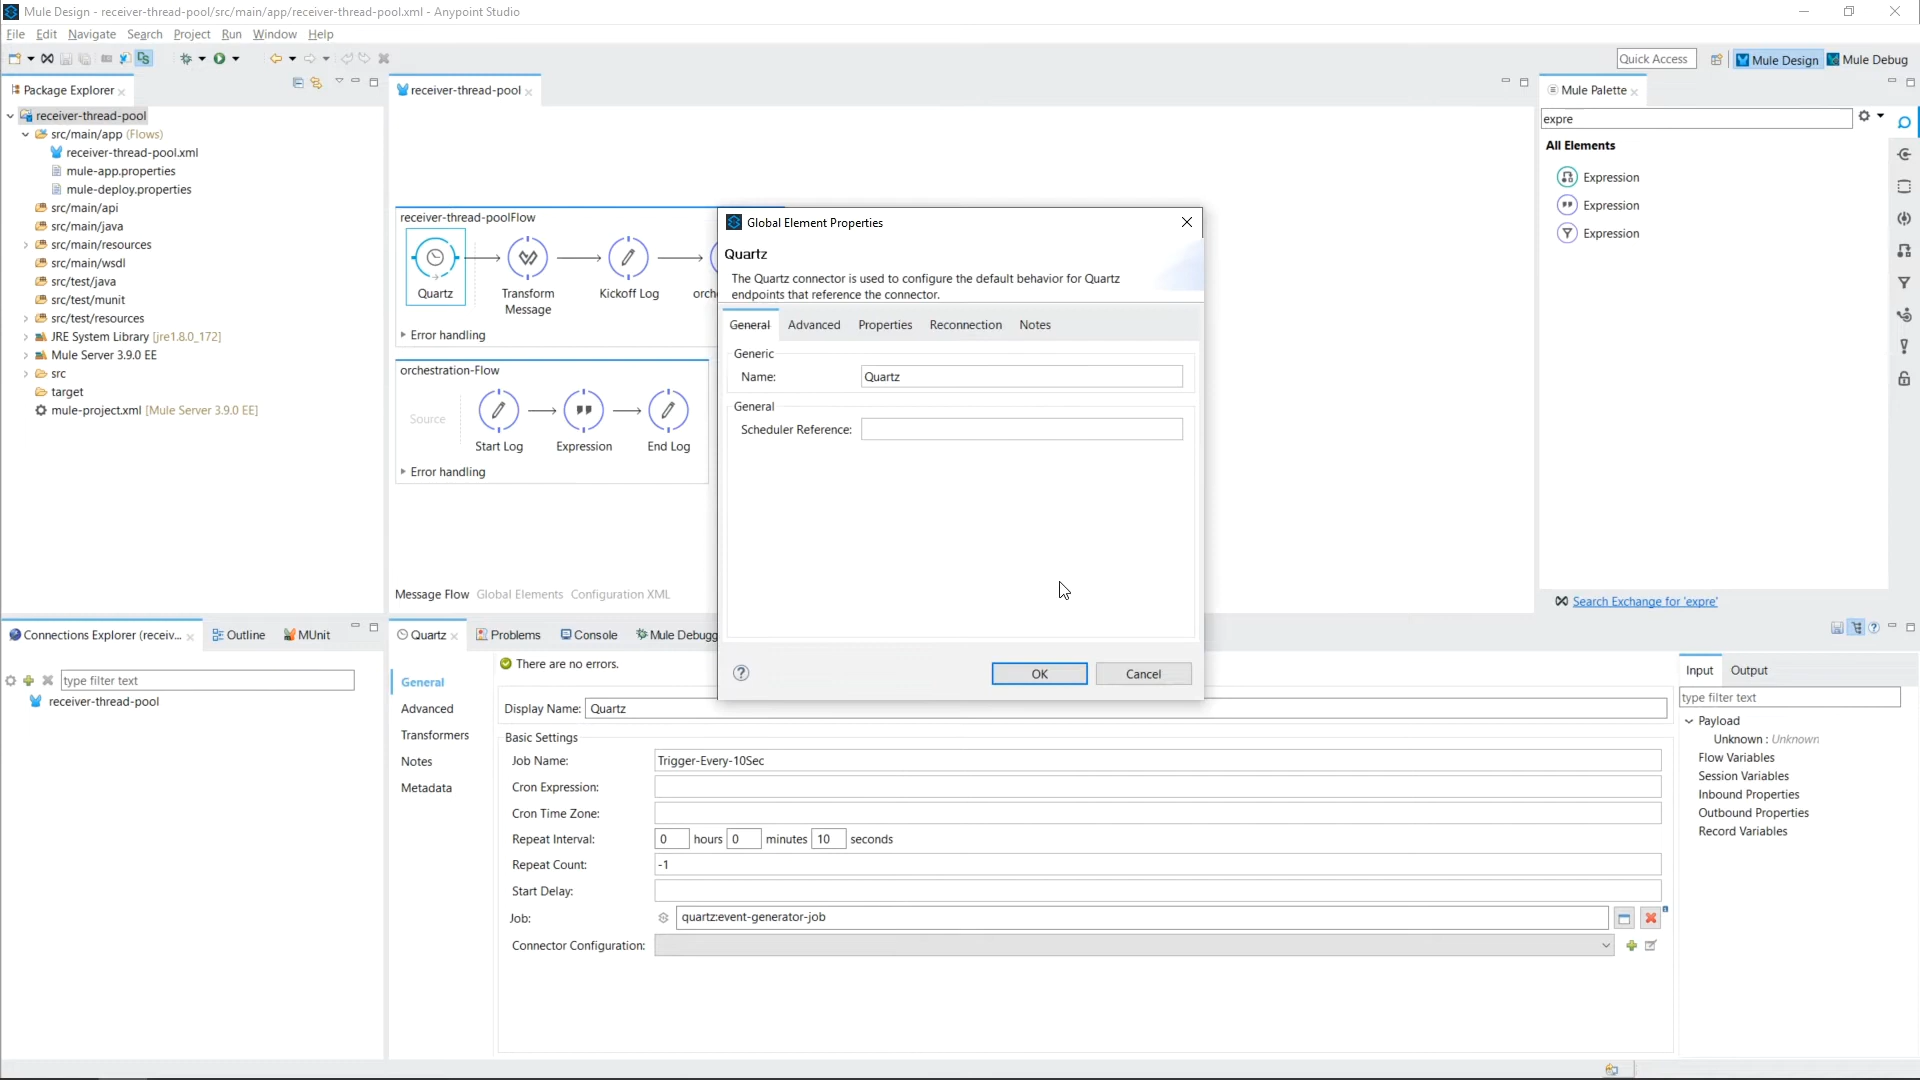 Mule Design - receiver-thread-pool/src/main/app/receiver-thread-pool.xml - Anypoint Studio
File Edit Navigate Search Project Run Window Help
Quick Access
Mule Design
Mule Debug
Package Explorer
receiver-thread-pool
src/main/app (Flows)
receiver-thread-pool.xml
mule-app.properties
mule-deploy.properties
src/main/api
src/main/java
src/main/resources
src/main/wsdl
src/test/java
src/test/munit
src/test/resources
JRE System Library [jre1.8.0_172]
Mule Server 3.9.0 EE
src
target
mule-project.xml [Mule Server 3.9.0 EE]
receiver-thread-pool
receiver-thread-poolFlow
Quartz
Transform
Message
Kickoff Log
orch
Error handling
orchestration-Flow
Source
Start Log
Expression
End Log
Error handling
Message Flow Global Elements Configuration XML
Global Element Properties
Quartz
The Quartz connector is used to configure the default behavior for Quartz
endpoints that reference the connector.
General Advanced Properties Reconnection Notes
Generic
Name: Quartz
General
Scheduler Reference:
OK
Cancel
Mule Palette
expre
All Elements
Expression
Expression
Expression
Search Exchange for 'expre'
Connections Explorer (receiv...
Outline
MUnit
type filter text
receiver-thread-pool
Quartz
Problems
Console
Mule Debugg
General
Advanced
Transformers
Notes
Metadata
There are no errors.
Display Name: Quartz
Basic Settings
Job Name: Trigger-Every-10Sec
Cron Expression:
Cron Time Zone:
Repeat Interval: 0 hours 0 minutes 10 seconds
Repeat Count: -1
Start Delay:
Job: quartz:event-generator-job
Connector Configuration:
Input Output
type filter text
Payload
Unknown : Unknown
Flow Variables
Session Variables
Inbound Properties
Outbound Properties
Record Variables